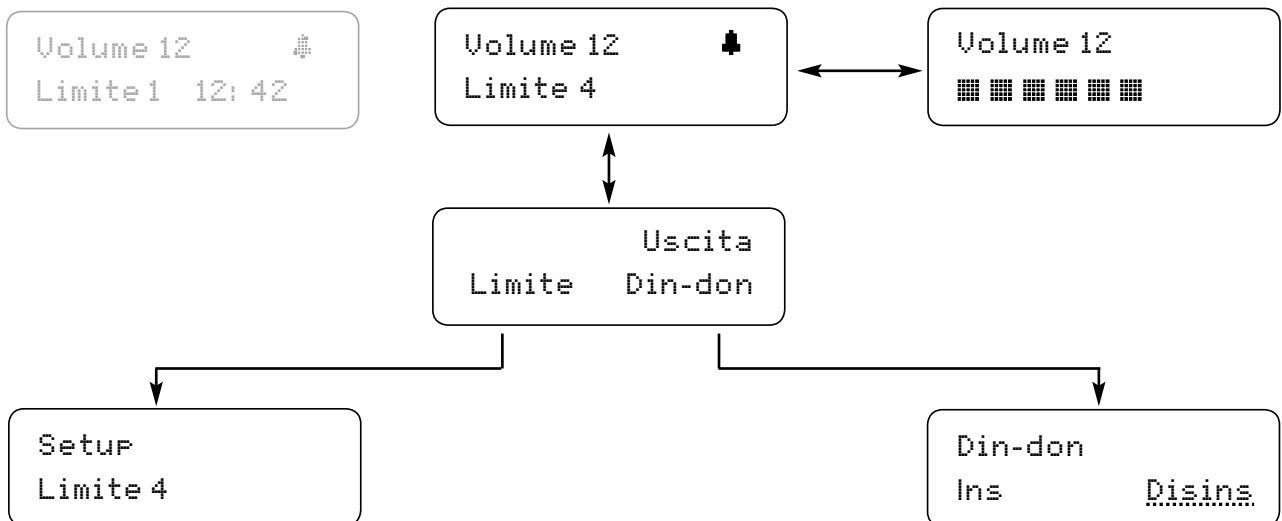 Volume 12
Limite 1 12:42
Volume 12
Limite 4
Volume 12
Uscita
Limite Din-don
Setup
Limite 4
Din-don
Ins Disins